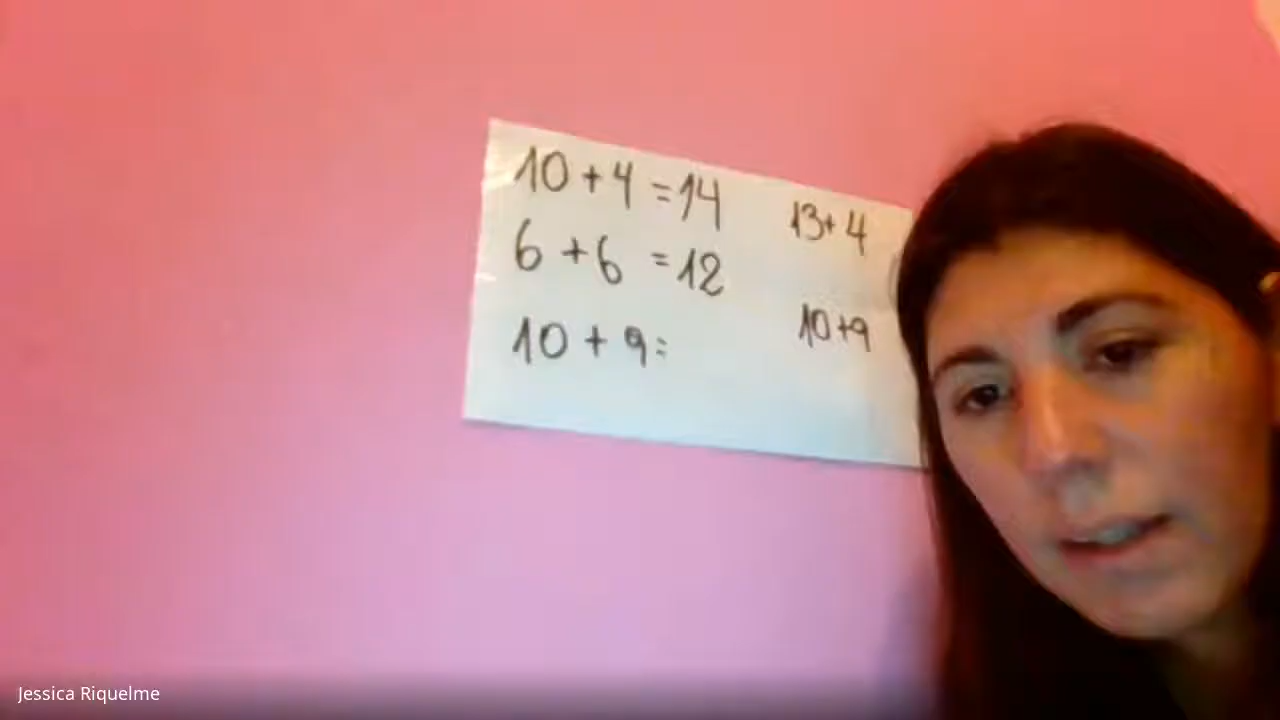 10 + 4 = 14
6 + 6 = 12
10 + 9 =
13 + 4
10 + 9
Jessica Riquelme